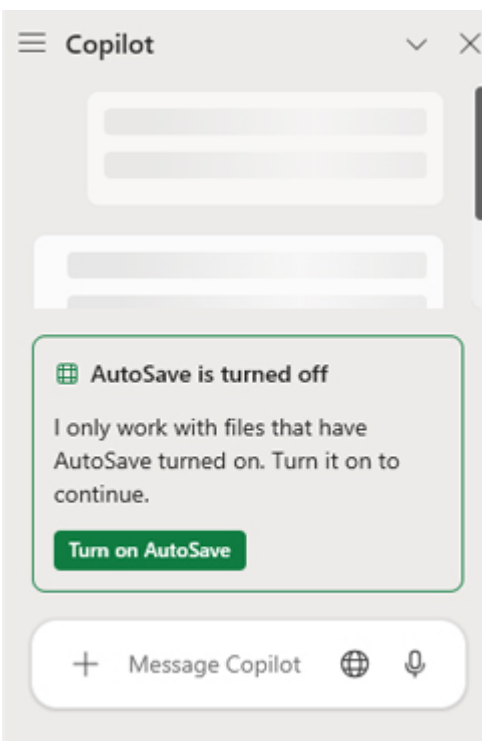 Copilot
AutoSave is turned off
I only work with files that have
AutoSave turned on. Turn it on to
continue.
Turn on AutoSave
Message Copilot